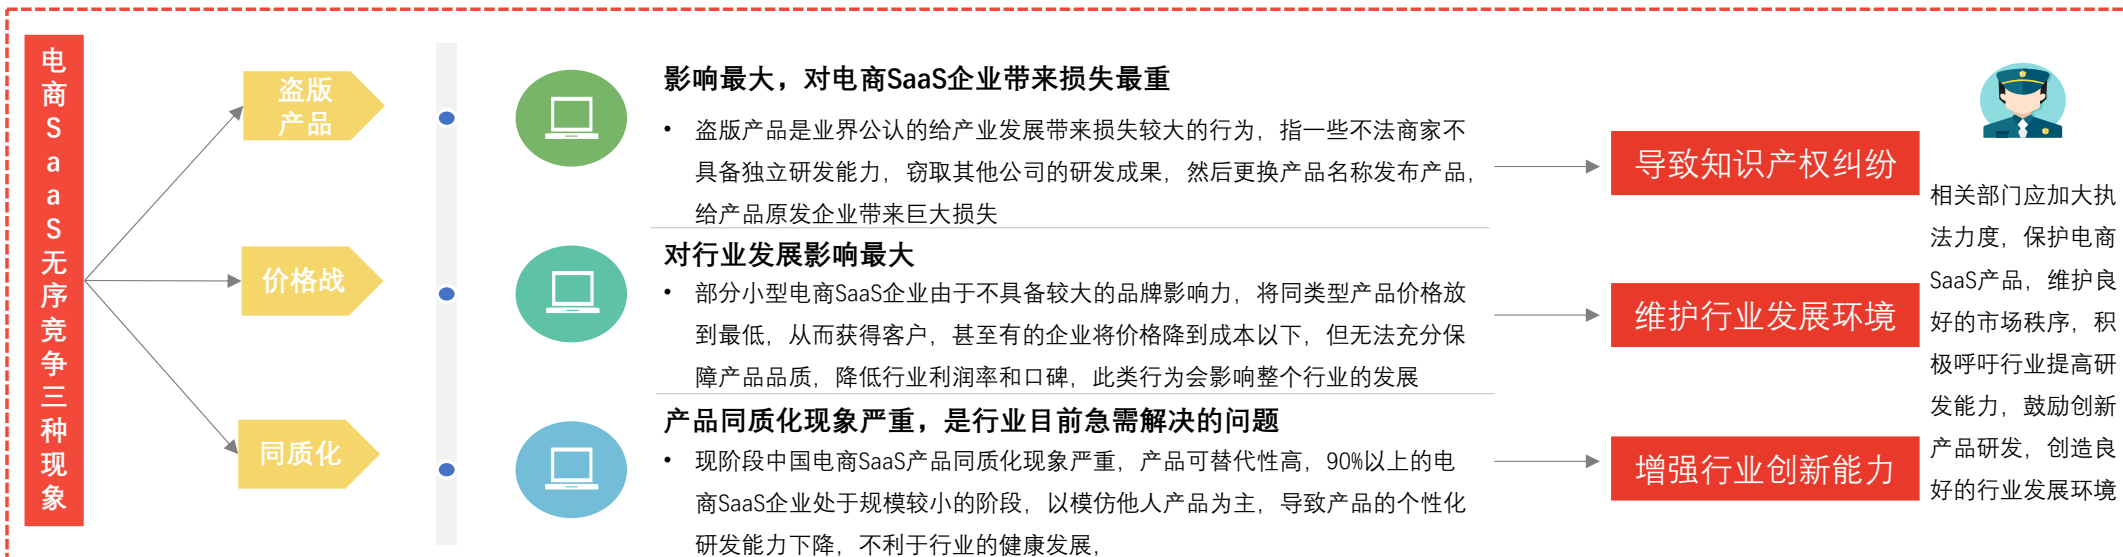 电商SaaS无序竞争三种现象
盗版
产品
价格战
同质化
影响最大，对电商SaaS企业带来损失最重
• 盗版产品是业界公认的给产业发展带来损失较大的行为，指一些不法商家不
具备独立研发能力，窃取其他公司的研发成果，然后更换产品名称发布产品，
给产品原发企业带来巨大损失
对行业发展影响最大
• 部分小型电商SaaS企业由于不具备较大的品牌影响力，将同类型产品价格放
到最低，从而获得客户，甚至有的企业将价格降到成本以下，但无法充分保
障产品品质，降低行业利润率和口碑，此类行为会影响整个行业的发展
产品同质化现象严重，是行业目前急需解决的问题
• 现阶段中国电商SaaS产品同质化现象严重，产品可替代性高，90%以上的电
商SaaS企业处于规模较小的阶段，以模仿他人产品为主，导致产品的个性化
研发能力下降，不利于行业的健康发展，
导致知识产权纠纷
维护行业发展环境
增强行业创新能力
相关部门应加大执
法力度，保护电商
SaaS产品，维护良
好的市场秩序，积
极呼吁行业提高研
发能力，鼓励创新
产品研发，创造良
好的行业发展环境